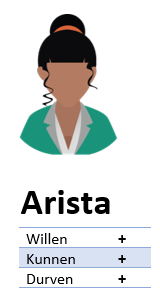 Arista
Willen +
Kunnen +
Durven +